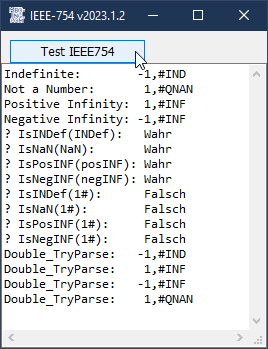 IEEE-754 v2023.1.2
Test IEEE754
Indefinite:       -1,#IND
Not a Number:      1,#QNAN
Positive Infinity: 1,#INF
Negative Infinity: -1,#INF
? IsINDef(INDef):  Wahr
? IsNaN(NaN):      Wahr
? IsPosINF(posINF): Wahr
? IsNegINF(negINF): Wahr
? IsINDef(1#):     Falsch
? IsNaN(1#):       Falsch
? IsPosINF(1#):    Falsch
? IsNegINF(1#):    Falsch
Double_TryParse:  -1,#IND
Double_TryParse:   1,#INF
Double_TryParse:  -1,#INF
Double_TryParse:   1,#QNAN